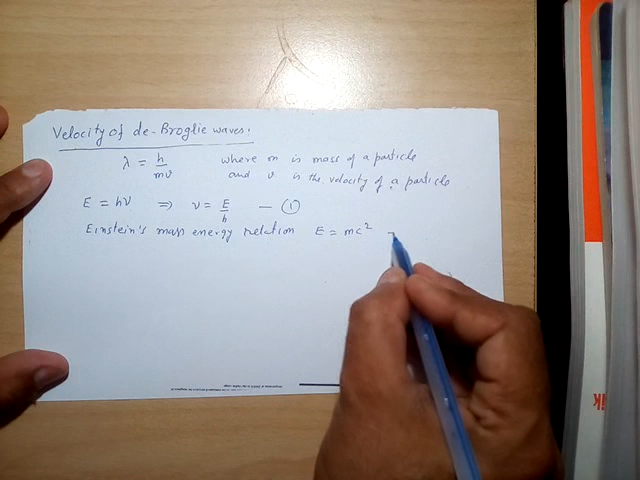 Velocity of de-Broglie waves:
λ = h/mv where m is mass of a particle
and v is the velocity of a particle
E = hν ⇒ ν = E/h — ①
Einstein's mass energy relation E = mc² -